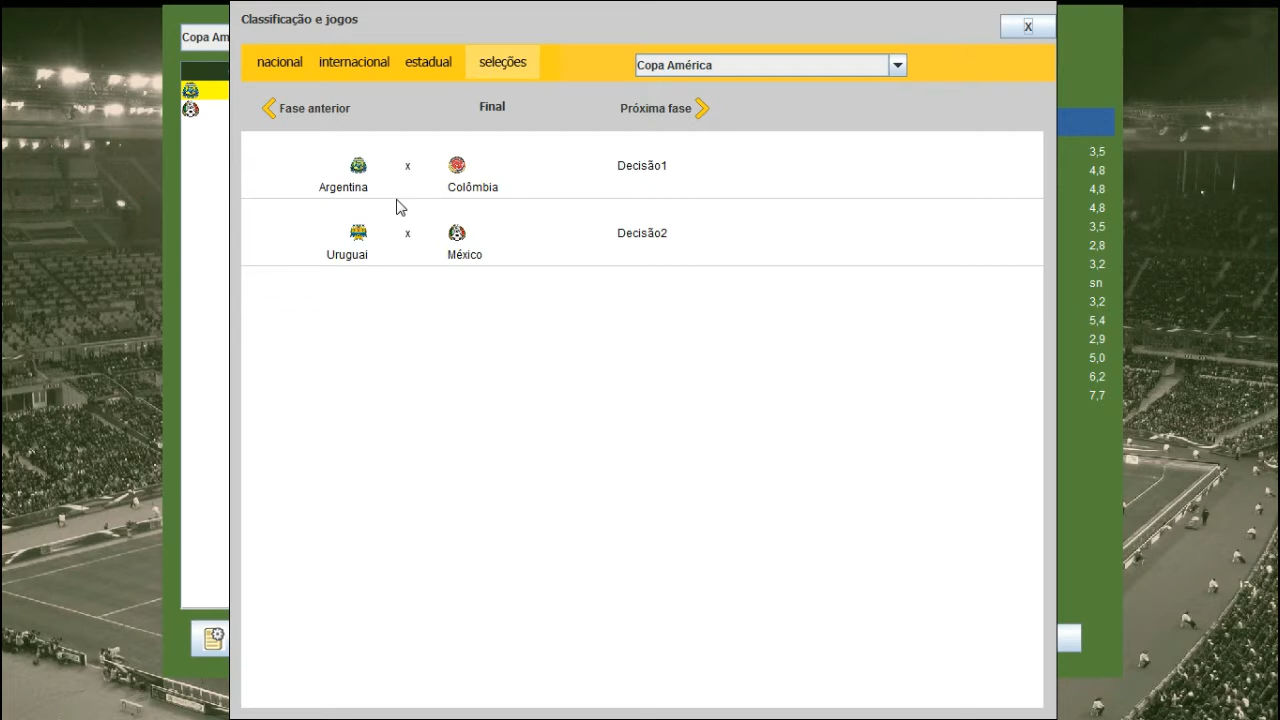 Classificação e jogos
X
Copa Am
nacional internacional estadual seleções Copa América
Fase anterior Final Próxima fase
Argentina x Colômbia Decisão1
Uruguai x México Decisão2
3,5
4,8
4,8
4,8
3,5
2,8
3,2
sn
3,2
5,4
2,9
5,0
6,2
7,7